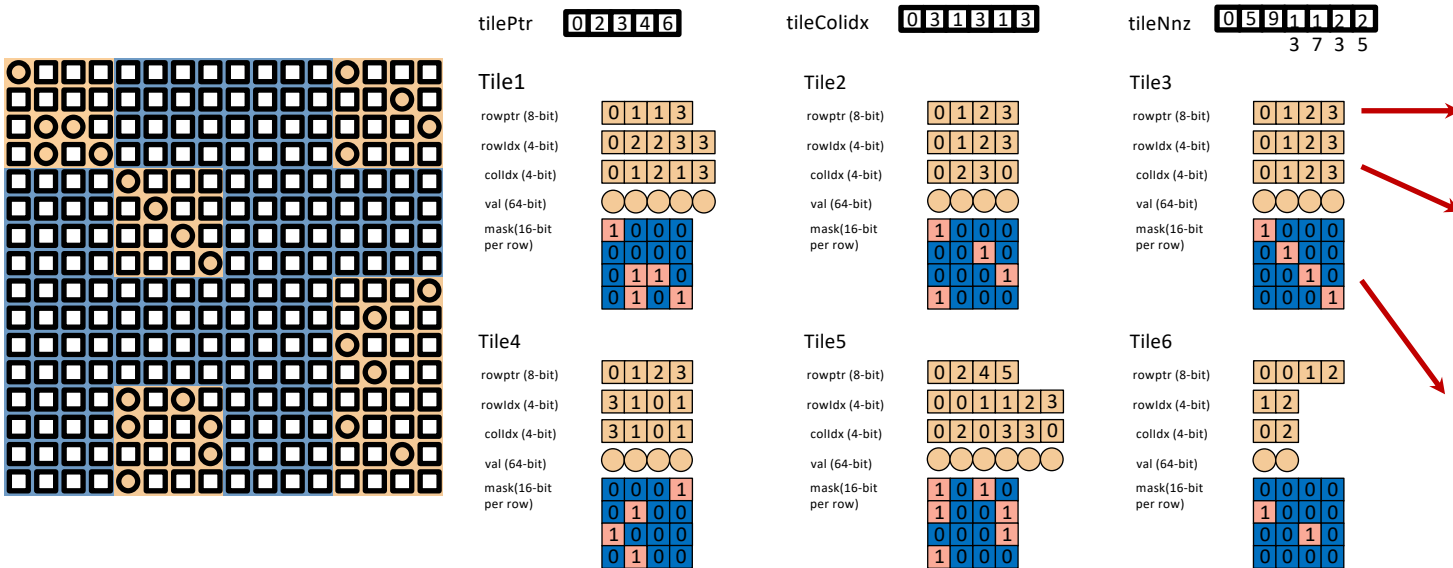 tilePtr 0 2 3 4 6
tileColidx 0 3 1 3 1 3
tileNnz 0 5 9 13 17 23 25
Tile1
rowptr (8-bit) 0 1 1 3
rowIdx (4-bit) 0 2 2 3 3
colIdx (4-bit) 0 1 2 1 3
val (64-bit)
mask(16-bit
per row)
1 0 0 0
0 0 0 0
0 1 1 0
0 1 0 1
Tile2
rowptr (8-bit) 0 1 2 3
rowIdx (4-bit) 0 1 2 3
colIdx (4-bit) 0 2 3 0
val (64-bit)
mask(16-bit
per row)
1 0 0 0
0 0 1 0
0 0 0 1
1 0 0 0
Tile3
rowptr (8-bit) 0 1 2 3
rowIdx (4-bit) 0 1 2 3
colIdx (4-bit) 0 1 2 3
val (64-bit)
mask(16-bit
per row)
1 0 0 0
0 1 0 0
0 0 1 0
0 0 0 1
Tile4
rowptr (8-bit) 0 1 2 3
rowIdx (4-bit) 3 1 0 1
colIdx (4-bit) 3 1 0 1
val (64-bit)
mask(16-bit
per row)
0 0 0 1
0 1 0 0
1 0 0 0
0 1 0 0
Tile5
rowptr (8-bit) 0 2 4 5
rowIdx (4-bit) 0 0 1 1 2 3
colIdx (4-bit) 0 2 0 3 3 0
val (64-bit)
mask(16-bit
per row)
1 0 1 0
1 0 0 1
0 0 0 1
1 0 0 0
Tile6
rowptr (8-bit) 0 0 1 2
rowIdx (4-bit) 1 2
colIdx (4-bit) 0 2
val (64-bit)
mask(16-bit
per row)
0 0 0 0
1 0 0 0
0 0 1 0
0 0 0 0